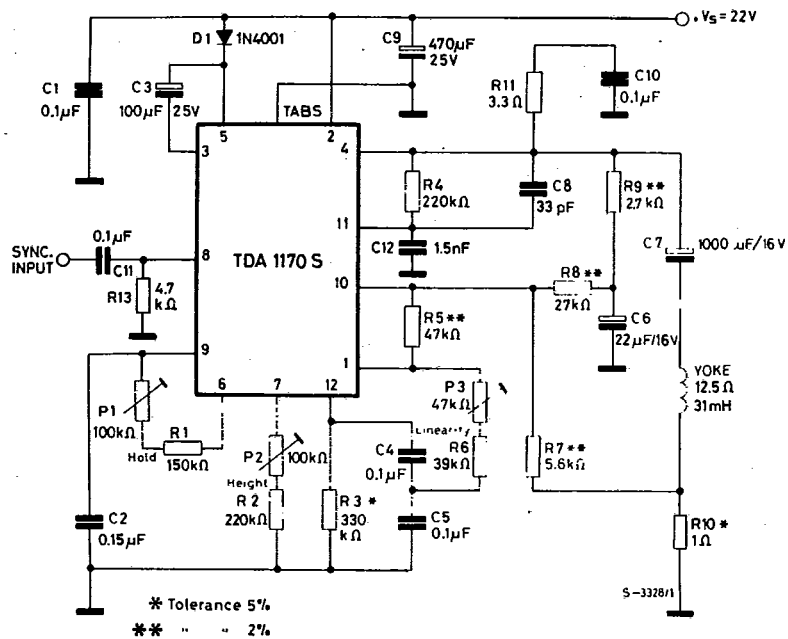 D1 1N4001
C9 470µF
25V
. Vs = 22V
C1
0.1µF
C3
100µF 25V
TABS
R11
3.3Ω
C10
0.1µF
5
2
3
4
R4
220kΩ
C8
33 pF
R9 **
2.7 kΩ
C7
1000 µF/16V
11
C12 1.5nF
SYNC.
INPUT
0.1µF
C11
8
TDA 1170 S
R13 4.7
kΩ
10
R8 **
27kΩ
R5 **
47kΩ
C6
22µF/16V
9
1
6
7
12
P1
100kΩ
Hold
R1
150kΩ
P2 100kΩ
Height
R2
220kΩ
R3 *
330
kΩ
C4
0.1µF
P3
47kΩ
Linearity
R6
39kΩ
R7 **
5.6kΩ
YOKE
12.5Ω
31mH
C2
0.15µF
C5
0.1µF
R10 *
1Ω
S-3328/1
* Tolerance 5%
** " " 2%